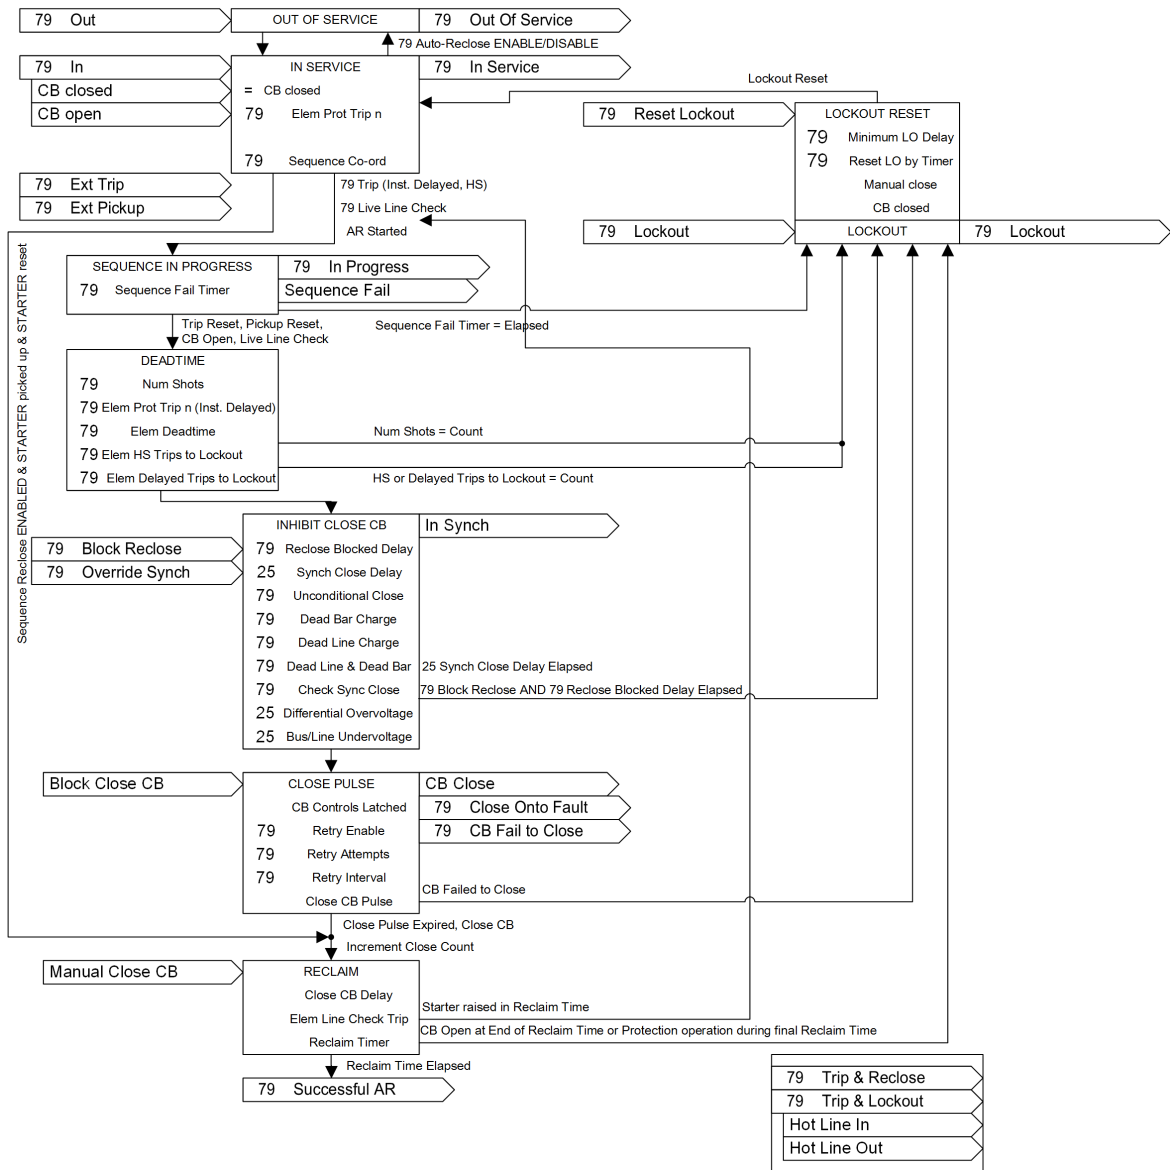 79 Out
OUT OF SERVICE
79 Out Of Service
79 Auto-Reclose ENABLE/DISABLE
79 In
IN SERVICE
79 In Service
CB closed
= CB closed
CB open
79 Elem Prot Trip n
79 Sequence Co-ord
Lockout Reset
79 Reset Lockout
LOCKOUT RESET
79 Minimum LO Delay
79 Reset LO by Timer
Manual close
CB closed
79 Lockout
LOCKOUT
79 Lockout
79 Ext Trip
79 Ext Pickup
79 Trip (Inst. Delayed, HS)
79 Live Line Check
AR Started
SEQUENCE IN PROGRESS
79 In Progress
79 Sequence Fail Timer
Sequence Fail
Trip Reset, Pickup Reset,
CB Open, Live Line Check
Sequence Fail Timer = Elapsed
Sequence Reclose ENABLED & STARTER picked up & STARTER reset
DEADTIME
79 Num Shots
79 Elem Prot Trip n (Inst. Delayed)
79 Elem Deadtime
79 Elem HS Trips to Lockout
79 Elem Delayed Trips to Lockout
Num Shots = Count
HS or Delayed Trips to Lockout = Count
INHIBIT CLOSE CB
In Synch
79 Block Reclose
79 Reclose Blocked Delay
79 Override Synch
25 Synch Close Delay
79 Unconditional Close
79 Dead Bar Charge
79 Dead Line Charge
79 Dead Line & Dead Bar
25 Synch Close Delay Elapsed
79 Check Sync Close
79 Block Reclose AND 79 Reclose Blocked Delay Elapsed
25 Differential Overvoltage
25 Bus/Line Undervoltage
Block Close CB
CLOSE PULSE
CB Close
CB Controls Latched
79 Close Onto Fault
79 Retry Enable
79 CB Fail to Close
79 Retry Attempts
79 Retry Interval
Close CB Pulse
CB Failed to Close
Close Pulse Expired, Close CB
Increment Close Count
Manual Close CB
RECLAIM
Close CB Delay
Elem Line Check Trip
Reclaim Timer
Starter raised in Reclaim Time
CB Open at End of Reclaim Time or Protection operation during final Reclaim Time
Reclaim Time Elapsed
79 Successful AR
79 Trip & Reclose
79 Trip & Lockout
Hot Line In
Hot Line Out